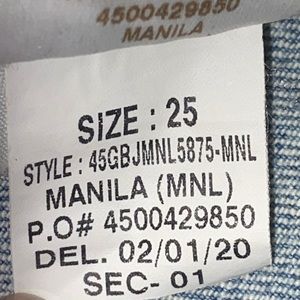 4500429850
MANILA
SIZE : 25
STYLE : 45GBJMNL5875-MNL
MANILA (MNL)
P.O# 4500429850
DEL. 02/01/20
SEC- 01